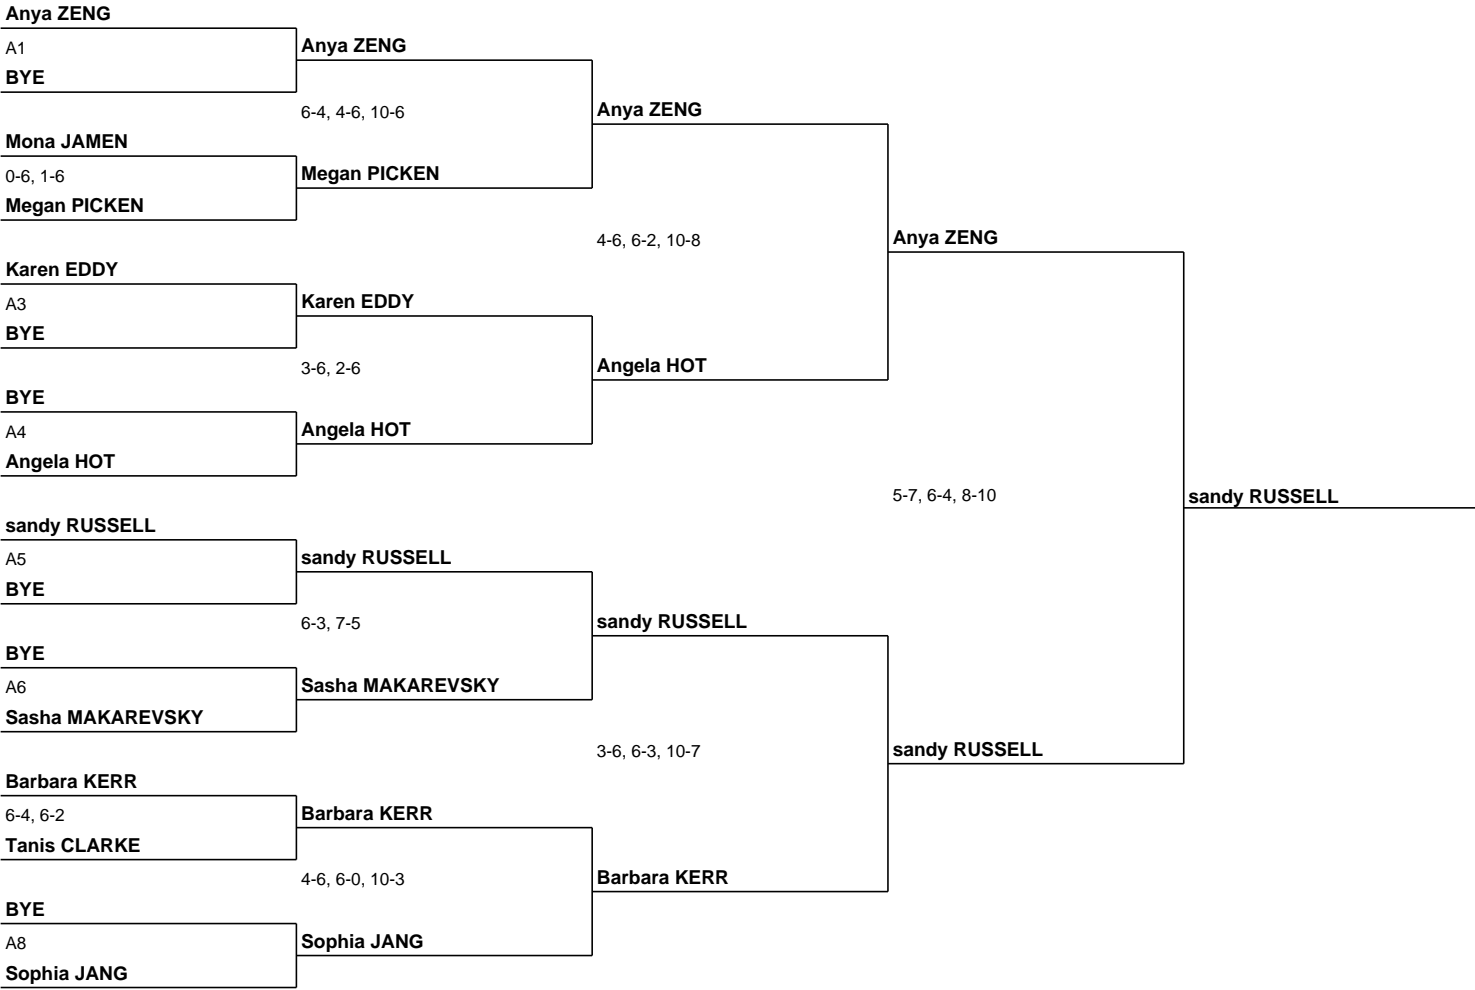 Anya ZENG
A1
BYE
Mona JAMEN
0-6, 1-6
Megan PICKEN
Karen EDDY
A3
BYE
BYE
A4
Angela HOT
sandy RUSSELL
A5
BYE
BYE
A6
Sasha MAKAREVSKY
Barbara KERR
6-4, 6-2
Tanis CLARKE
BYE
A8
Sophia JANG
Anya ZENG
6-4, 4-6, 10-6
Megan PICKEN
Karen EDDY
3-6, 2-6
Angela HOT
sandy RUSSELL
6-3, 7-5
Sasha MAKAREVSKY
Barbara KERR
4-6, 6-0, 10-3
Sophia JANG
Anya ZENG
4-6, 6-2, 10-8
Angela HOT
sandy RUSSELL
3-6, 6-3, 10-7
Barbara KERR
Anya ZENG
5-7, 6-4, 8-10
sandy RUSSELL
sandy RUSSELL